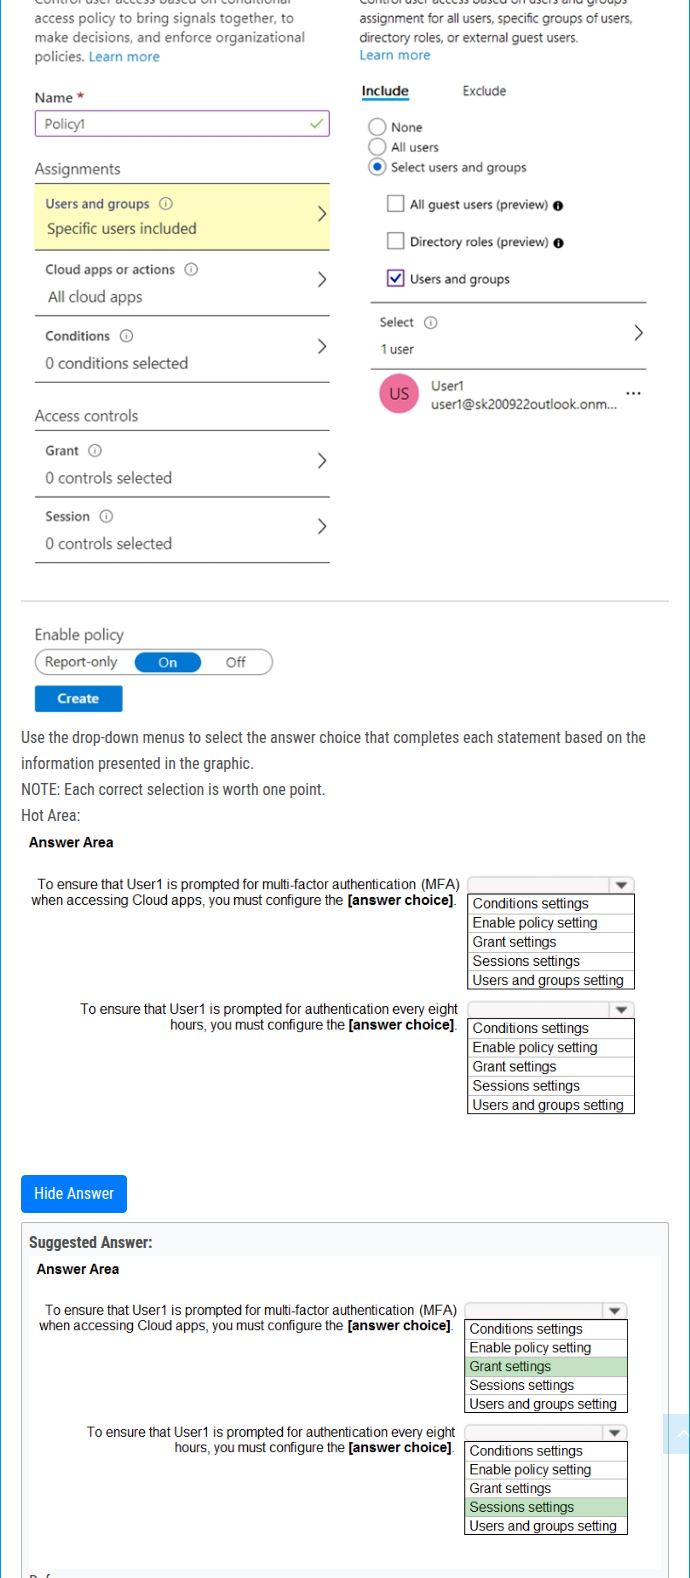 access policy to bring signals together, to
make decisions, and enforce organizational
policies. Learn more
Name *
Policy1
Assignments
Users and groups
Specific users included
Cloud apps or actions
All cloud apps
Conditions
0 conditions selected
Access controls
Grant
0 controls selected
Session
0 controls selected
assignment for all users, specific groups of users,
directory roles, or external guest users.
Learn more
Include Exclude
None
All users
Select users and groups
All guest users (preview)
Directory roles (preview)
Users and groups
Select
1 user
US
User1
user1@sk200922outlook.onm...
Enable policy
Report-only On Off
Create
Use the drop-down menus to select the answer choice that completes each statement based on the
information presented in the graphic.
NOTE: Each correct selection is worth one point.
Hot Area:
Answer Area
To ensure that User1 is prompted for multi-factor authentication (MFA)
when accessing Cloud apps, you must configure the [answer choice].
Conditions settings
Enable policy setting
Grant settings
Sessions settings
Users and groups setting
To ensure that User1 is prompted for authentication every eight
hours, you must configure the [answer choice].
Conditions settings
Enable policy setting
Grant settings
Sessions settings
Users and groups setting
Hide Answer
Suggested Answer:
Answer Area
To ensure that User1 is prompted for multi-factor authentication (MFA)
when accessing Cloud apps, you must configure the [answer choice].
Conditions settings
Enable policy setting
Grant settings
Sessions settings
Users and groups setting
To ensure that User1 is prompted for authentication every eight
hours, you must configure the [answer choice].
Conditions settings
Enable policy setting
Grant settings
Sessions settings
Users and groups setting